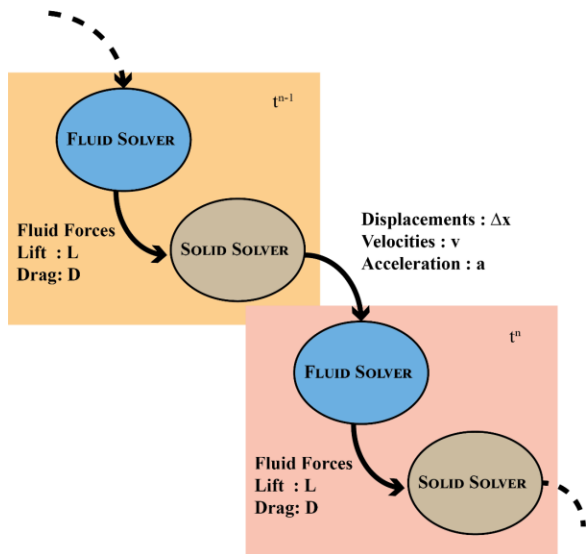 t^{n-1}
FLUID SOLVER
Fluid Forces
Lift : L
Drag: D
SOLID SOLVER
Displacements : Δx
Velocities : v
Acceleration : a
t^{n}
FLUID SOLVER
Fluid Forces
Lift : L
Drag: D
SOLID SOLVER